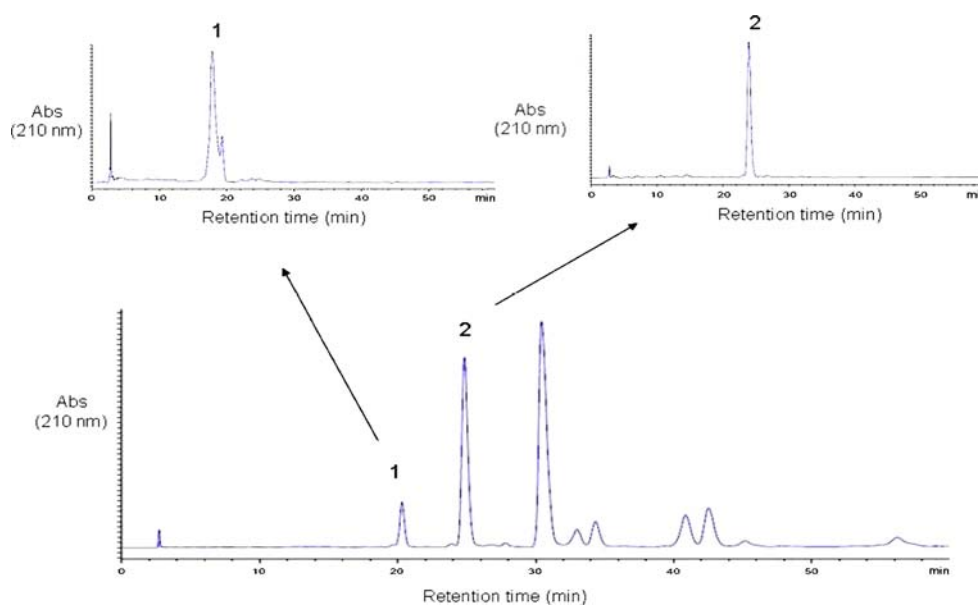 1
Abs
(210 nm)
0 10 20 30 40 50 min
Retention time (min)
2
Abs
(210 nm)
0 10 20 30 40 50 mi
Retention time (min)
2
Abs
(210 nm)
1
0 10 20 30 40 50 min
Retention time (min)